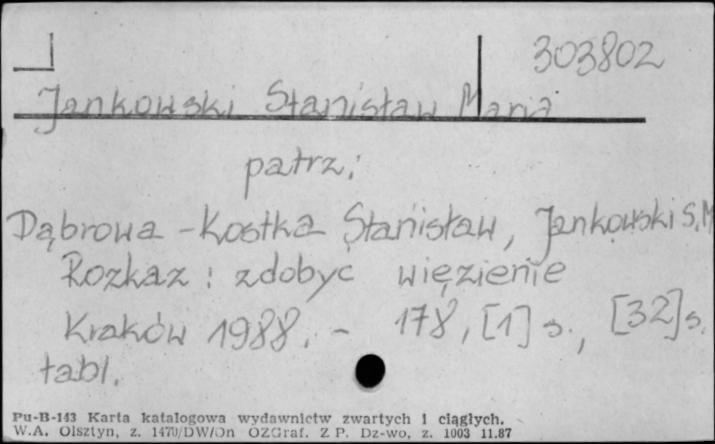 303802
Jankowski Stanisław Maria
patrz:
Dąbrowa - Kostka Stanisław, Jankowski S.M
Rozkaz : zdobyć więzienie
Kraków 1988. - 178, [1] s., [32] s.
tabl.
Pu-B-143 Karta katalogowa wydawnictw zwartych i ciągłych.
W.A. Olsztyn, z. 1470/DW/Dn OZGraf. Z P. Dz-wo, z. 1003 11.87